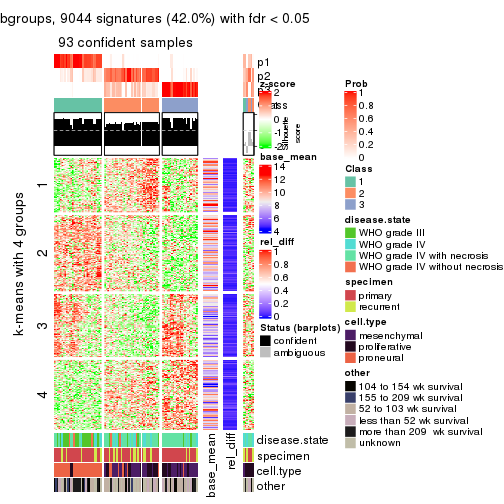 bgroups, 9044 signatures (42.0%) with fdr < 0.05
93 confident samples
p1
p2
z-score
2
1
0
-1
silhouette
score
k-means with 4 groups
1
2
3
4
base_mean
14
12
10
8
6
4
rel_diff
1
0.8
0.6
0.4
0.2
0
Status (barplots)
confident
ambiguous
disease.state
specimen
cell.type
other
base_mean
rel_diff
Prob
1
0.8
0.6
0.4
0.2
0
Class
1
2
3
disease.state
WHO grade III
WHO grade IV
WHO grade IV with necrosis
WHO grade IV without necrosis
specimen
primary
recurrent
cell.type
mesenchymal
proliferative
proneural
other
104 to 154 wk survival
155 to 209 wk survival
52 to 103 wk survival
less than 52 wk survival
more than 209 wk survival
unknown